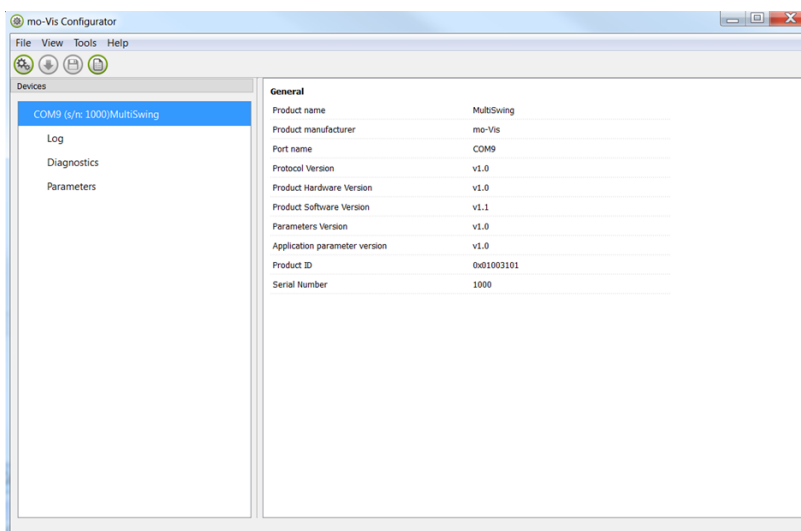 mo-Vis Configurator
File View Tools Help
Devices
COM9 (s/n: 1000)MultiSwing
Log
Diagnostics
Parameters
General
Product name MultiSwing
Product manufacturer mo-Vis
Port name COM9
Protocol Version v1.0
Product Hardware Version v1.0
Product Software Version v1.1
Parameters Version v1.0
Application parameter version v1.0
Product ID 0x01003101
Serial Number 1000